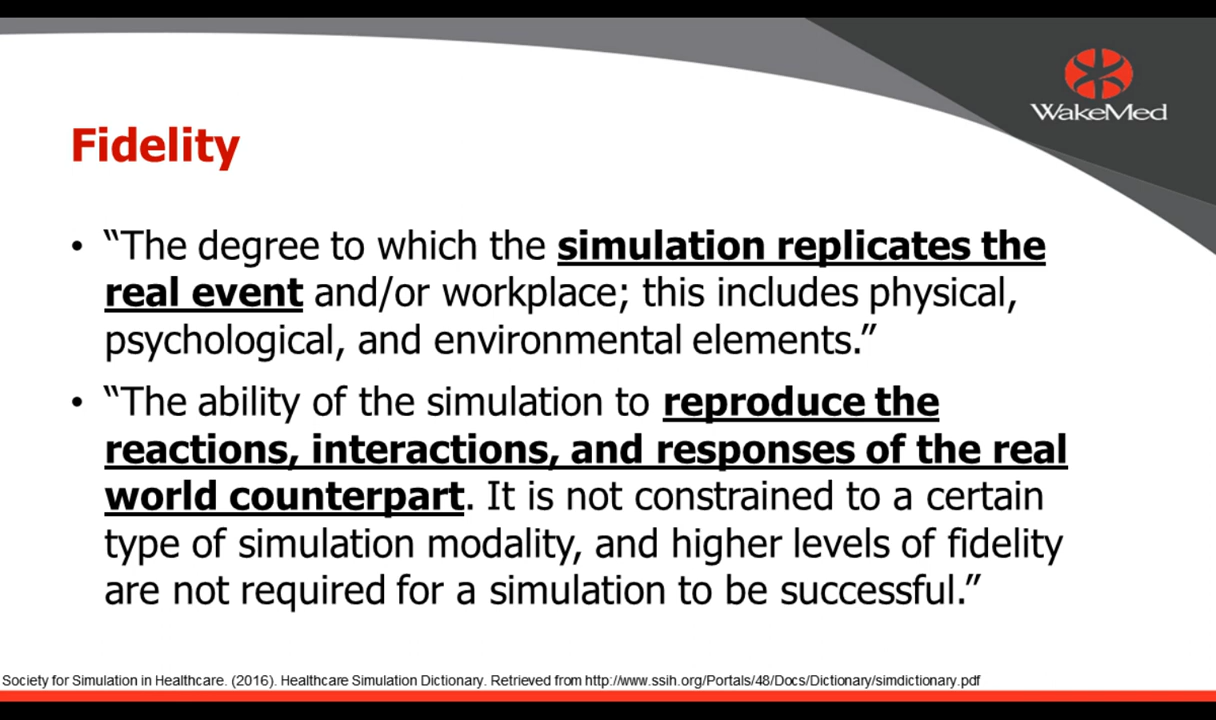 WakeMed
Fidelity
• “The degree to which the simulation replicates the
real event and/or workplace; this includes physical,
psychological, and environmental elements.”
• “The ability of the simulation to reproduce the
reactions, interactions, and responses of the real
world counterpart. It is not constrained to a certain
type of simulation modality, and higher levels of fidelity
are not required for a simulation to be successful.”
Society for Simulation in Healthcare. (2016). Healthcare Simulation Dictionary. Retrieved from http://www.ssih.org/Portals/48/Docs/Dictionary/simdictionary.pdf